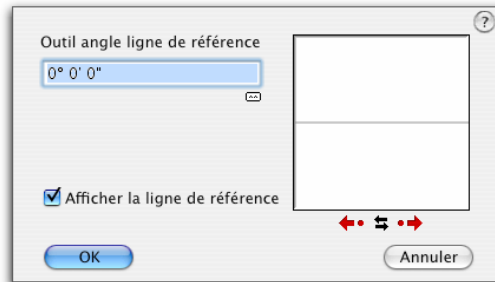 ?
Outil angle ligne de référence
0° 0' 0"
Afficher la ligne de référence
OK
Annuler